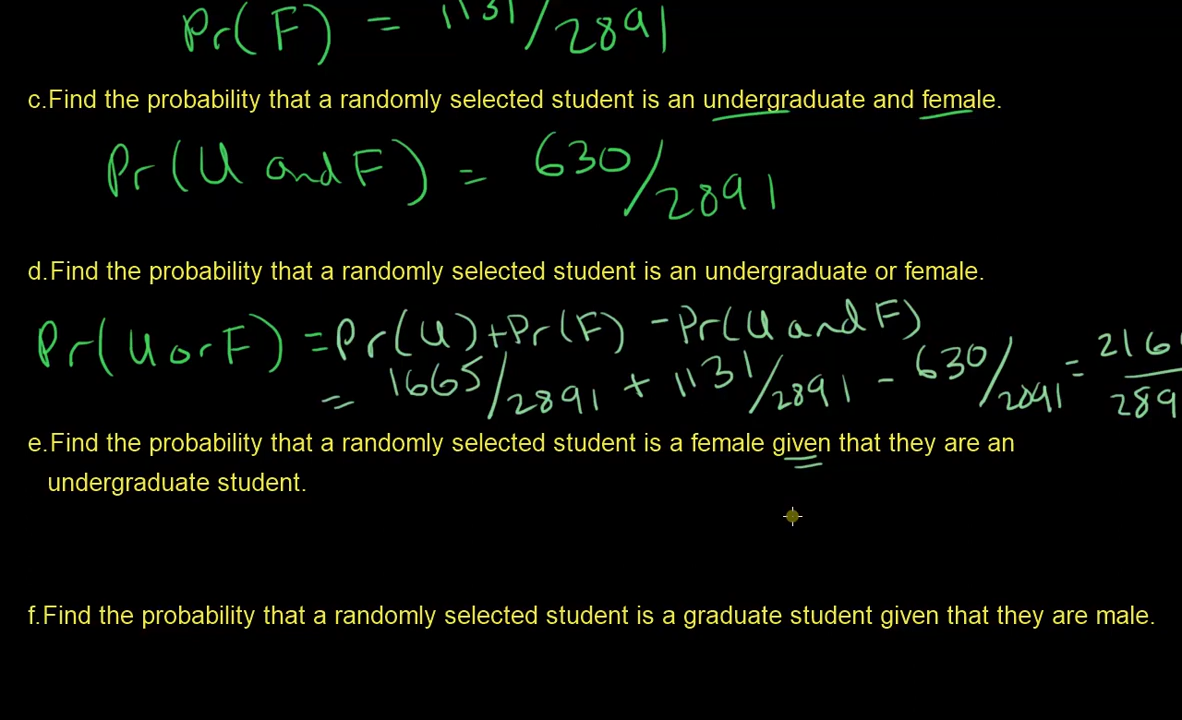 Pr(F) = 1131/2891
c.Find the probability that a randomly selected student is an undergraduate and female.
Pr(U and F) = 630/2891
d.Find the probability that a randomly selected student is an undergraduate or female.
Pr(U or F) = Pr(U)+Pr(F) - Pr(U and F)
= 1665/2891 + 1131/2891 - 630/2891 = 216 / 289
e.Find the probability that a randomly selected student is a female given that they are an
undergraduate student.
f.Find the probability that a randomly selected student is a graduate student given that they are male.